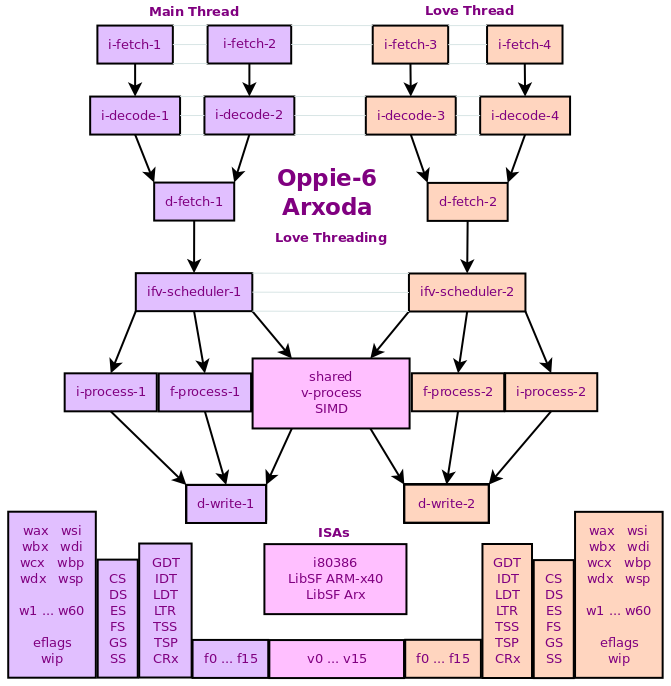 Main Thread
Love Thread
i-fetch-1
i-fetch-2
i-fetch-3
i-fetch-4
i-decode-1
i-decode-2
i-decode-3
i-decode-4
Oppie-6
Arxoda
Love Threading
d-fetch-1
d-fetch-2
ifv-scheduler-1
ifv-scheduler-2
i-process-1
f-process-1
shared
v-process
SIMD
f-process-2
i-process-2
d-write-1
d-write-2
wax wsi
wbx wdi
wcx wbp
wdx wsp
w1 ... w60
eflags
wip
CS
DS
ES
FS
GS
SS
GDT
IDT
LDT
LTR
TSS
TSP
CRx
f0 ... f15
ISAs
i80386
LibSF ARM-x40
LibSF Arx
v0 ... v15
f0 ... f15
GDT
IDT
LDT
LTR
TSS
TSP
CRx
CS
DS
ES
FS
GS
SS
wax wsi
wbx wdi
wcx wbp
wdx wsp
w1 ... w60
eflags
wip